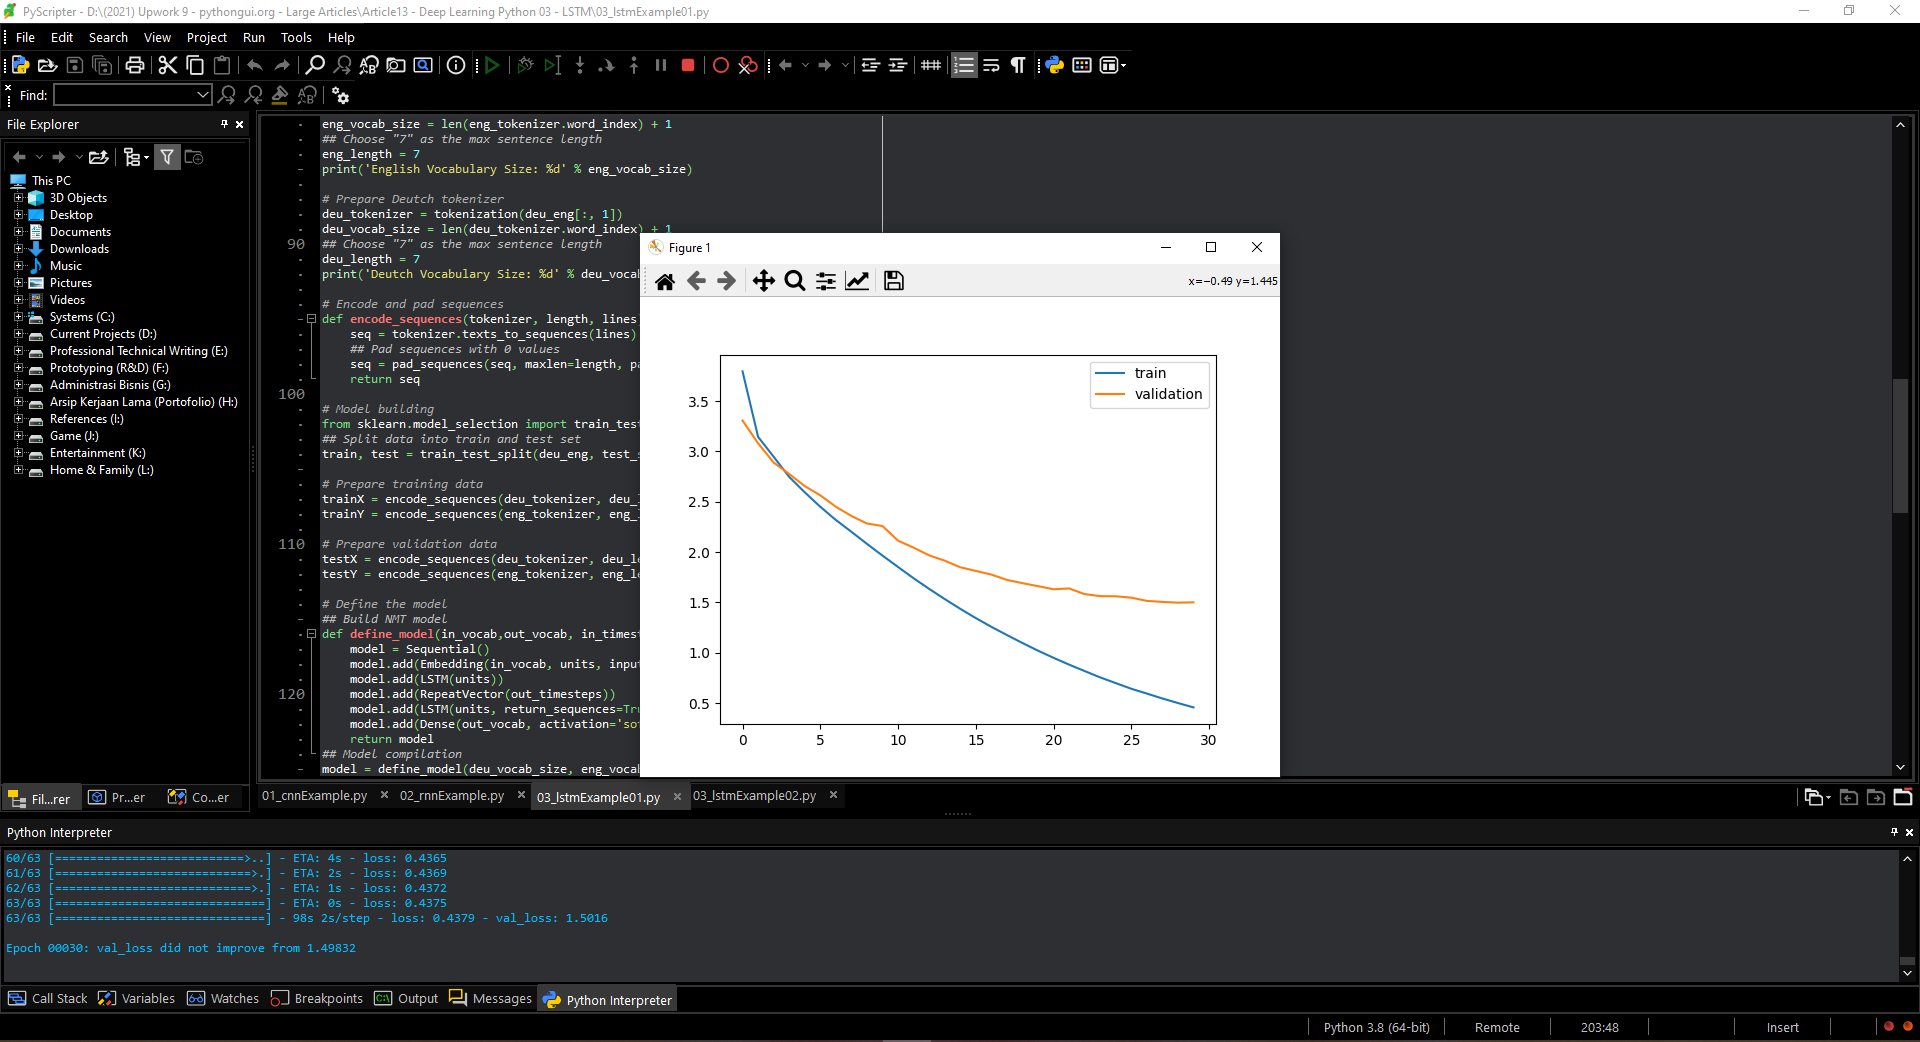 PyScripter - D:\(2021) Upwork 9 - pythongui.org - Large Articles\Article13 - Deep Learning Python 03 - LSTM\03_lstmExample01.py
File Edit Search View Project Run Tools Help
Find:
File Explorer
This PC
3D Objects
Desktop
Documents
Downloads
Music
Pictures
Videos
Systems (C:)
Current Projects (D:)
Professional Technical Writing (E:)
Prototyping (R&D) (F:)
Administrasi Bisnis (G:)
Arsip Kerjaan Lama (Portofolio) (H:)
References (I:)
Game (J:)
Entertainment (K:)
Home & Family (L:)
Fil...rer Pr...er Co...er
eng_vocab_size = len(eng_tokenizer.word_index) + 1
## Choose "7" as the max sentence length
eng_length = 7
print('English Vocabulary Size: %d' % eng_vocab_size)
# Prepare Deutch tokenizer
deu_tokenizer = tokenization(deu_eng[:, 1])
deu_vocab_size = len(deu_tokenizer.word_index) + 1
90 ## Choose "7" as the max sentence length
deu_length = 7
print('Deutch Vocabulary Size: %d' % deu_vocab
# Encode and pad sequences
def encode_sequences(tokenizer, length, lines)
seq = tokenizer.texts_to_sequences(lines)
## Pad sequences with 0 values
seq = pad_sequences(seq, maxlen=length, pa
return seq
100
# Model building
from sklearn.model_selection import train_test
## Split data into train and test set
train, test = train_test_split(deu_eng, test_s
# Prepare training data
trainX = encode_sequences(deu_tokenizer, deu_l
trainY = encode_sequences(eng_tokenizer, eng_l
110 # Prepare validation data
testX = encode_sequences(deu_tokenizer, deu_le
testY = encode_sequences(eng_tokenizer, eng_le
# Define the model
## Build NMT model
def define_model(in_vocab,out_vocab, in_timest
model = Sequential()
model.add(Embedding(in_vocab, units, input
model.add(LSTM(units))
120 model.add(RepeatVector(out_timesteps))
model.add(LSTM(units, return_sequences=Tru
model.add(Dense(out_vocab, activation='sof
return model
## Model compilation
model = define_model(deu_vocab_size, eng_vocab
Figure 1
x=−0.49 y=1.445
train
validation
3.5
3.0
2.5
2.0
1.5
1.0
0.5
0 5 10 15 20 25 30
01_cnnExample.py 02_rnnExample.py 03_lstmExample01.py 03_lstmExample02.py
Python Interpreter
60/63 [===========================>..] - ETA: 4s - loss: 0.4365
61/63 [============================>.] - ETA: 2s - loss: 0.4369
62/63 [============================>.] - ETA: 1s - loss: 0.4372
63/63 [==============================] - ETA: 0s - loss: 0.4375
63/63 [==============================] - 98s 2s/step - loss: 0.4379 - val_loss: 1.5016
Epoch 00030: val_loss did not improve from 1.49832
Call Stack Variables Watches Breakpoints Output Messages Python Interpreter
Python 3.8 (64-bit) Remote 203:48 Insert